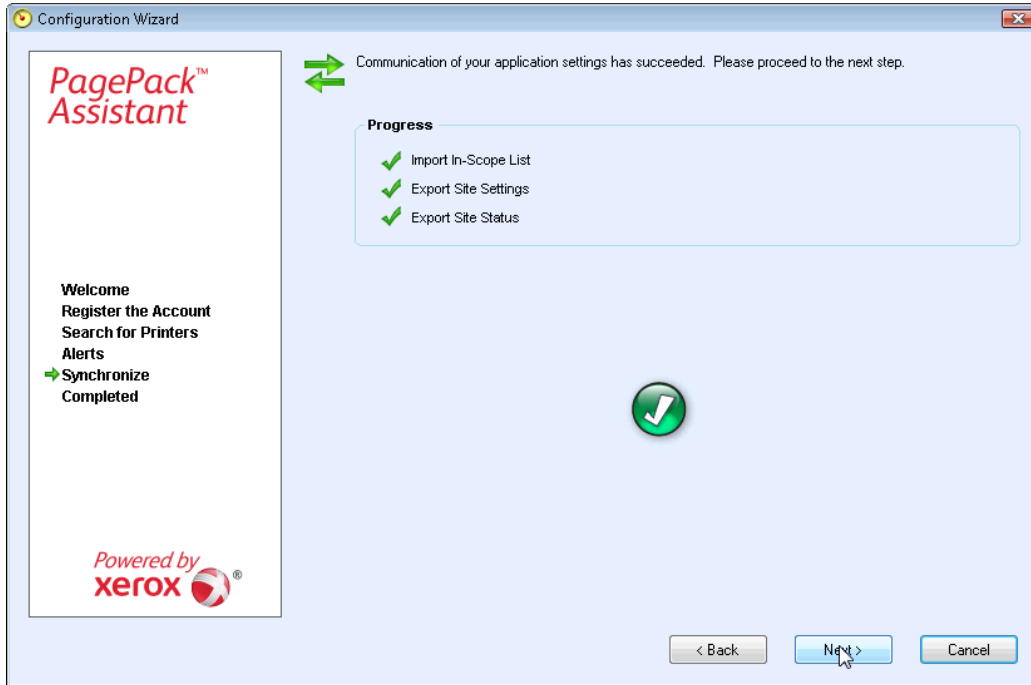 Configuration Wizard
PagePack™
Assistant
Communication of your application settings has succeeded. Please proceed to the next step.
Progress
Import In-Scope List
Export Site Settings
Export Site Status
Welcome
Register the Account
Search for Printers
Alerts
Synchronize
Completed
Powered by
xerox ®
< Back
Next >
Cancel